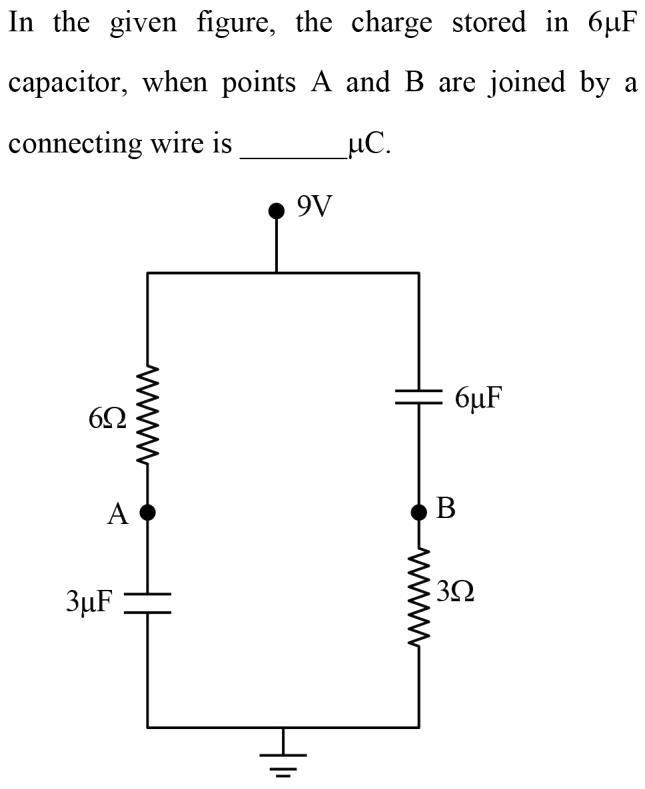 In the given figure, the charge stored in 6μF
capacitor, when points A and B are joined by a
connecting wire is _______μC.
9V
6Ω
6μF
A
B
3μF
3Ω